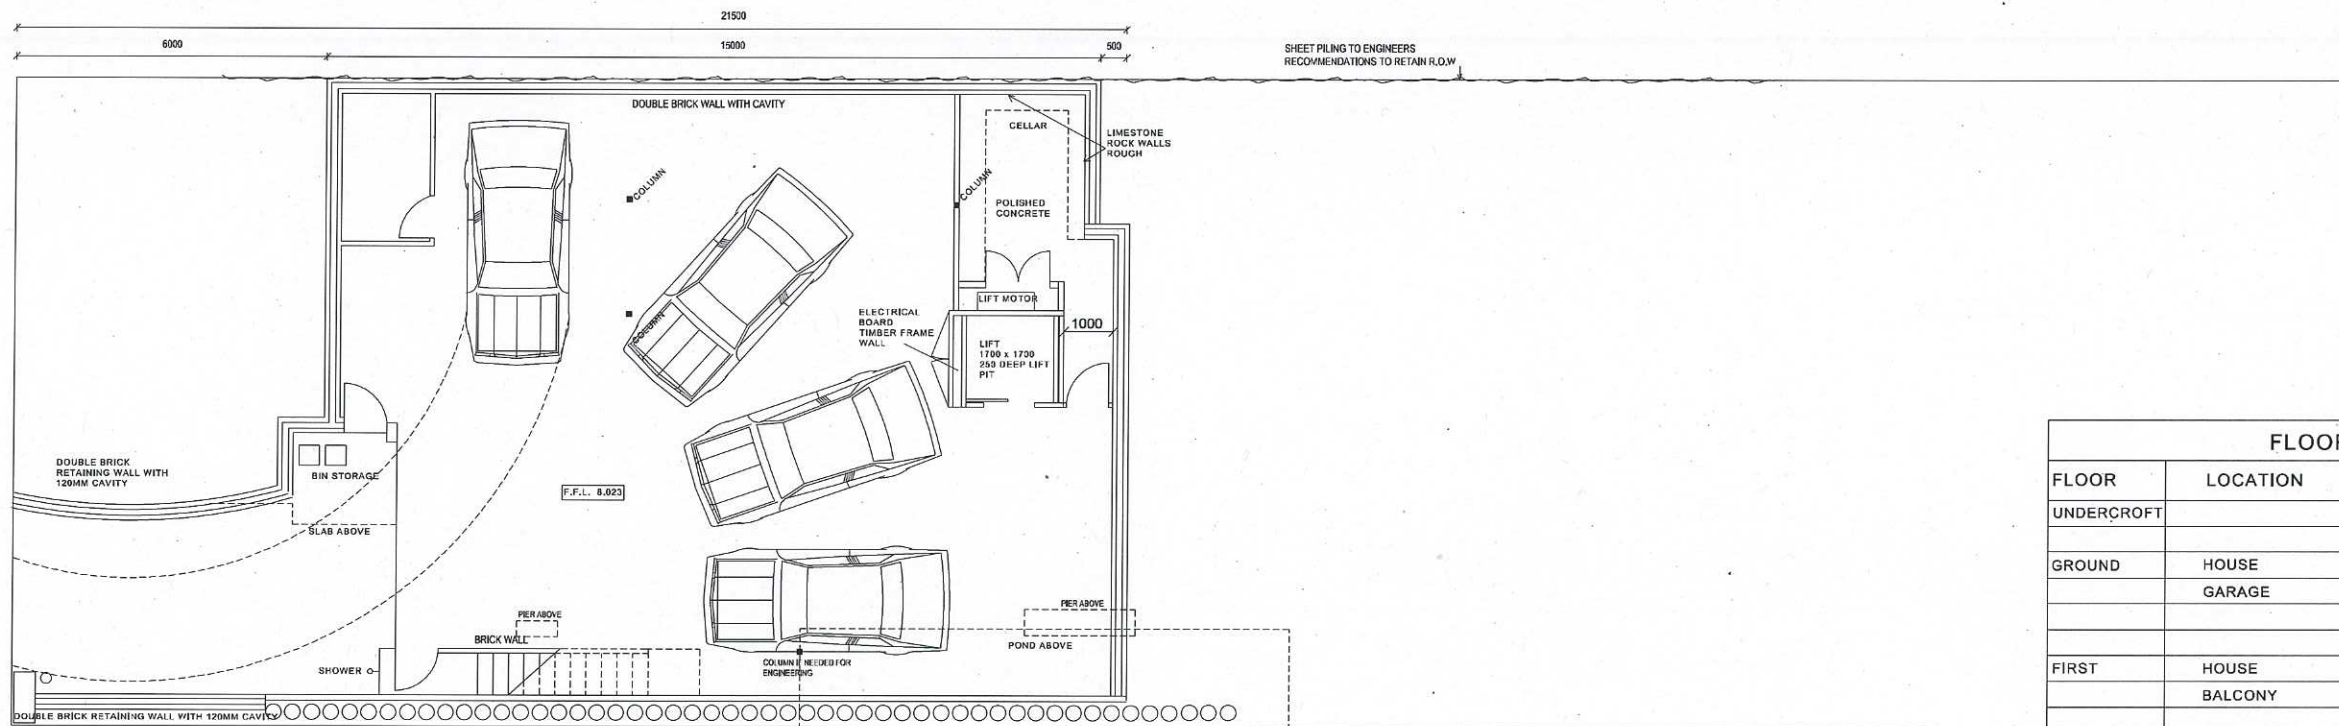 21500
6000
15000
500
SHEET PILING TO ENGINEERS
RECOMMENDATIONS TO RETAIN R.O.W
DOUBLE BRICK WALL WITH CAVITY
CELLAR
LIMESTONE
ROCK WALLS
ROUGH
COLUMN
COLUMN
POLISHED
CONCRETE
LIFT MOTOR
ELECTRICAL
BOARD
TIMBER FRAME
WALL
COLUMN
1000
LIFT
1700 x 1700
250 DEEP LIFT
PIT
DOUBLE BRICK
RETAINING WALL WITH
120MM CAVITY
BIN STORAGE
F.F.L. 8.023
SLAB ABOVE
PIER ABOVE
PIER ABOVE
BRICK WALL
POND ABOVE
SHOWER
COLUMN IF NEEDED FOR
ENGINEERING
DOUBLE BRICK RETAINING WALL WITH 120MM CAVITY
FLOOR LOCATION
UNDERCROFT
GROUND HOUSE
GARAGE
FIRST HOUSE
BALCONY